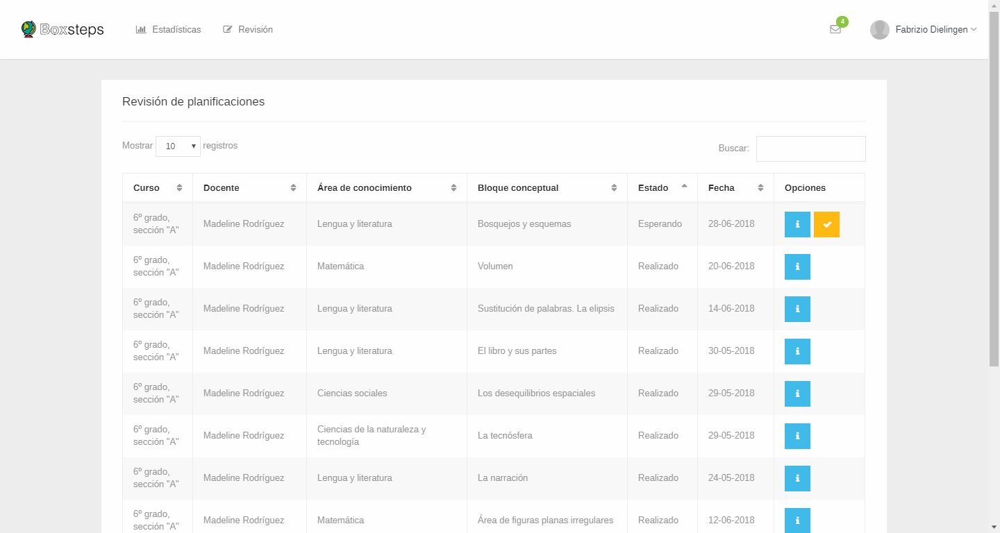 Boxsteps
Estadísticas
Revisión
4
Fabrizio Dielingen
Revisión de planificaciones
Mostrar 10 registros
Buscar:
Curso Docente Área de conocimiento Bloque conceptual Estado Fecha Opciones
6º grado,
sección "A" Madeline Rodríguez Lengua y literatura Bosquejos y esquemas Esperando 28-06-2018
6º grado,
sección "A" Madeline Rodríguez Matemática Volumen Realizado 20-06-2018
6º grado,
sección "A" Madeline Rodríguez Lengua y literatura Sustitución de palabras. La elipsis Realizado 14-06-2018
6º grado,
sección "A" Madeline Rodríguez Lengua y literatura El libro y sus partes Realizado 30-05-2018
6º grado,
sección "A" Madeline Rodríguez Ciencias sociales Los desequilibrios espaciales Realizado 29-05-2018
6º grado,
sección "A" Madeline Rodríguez Ciencias de la naturaleza y
tecnología La tecnósfera Realizado 29-05-2018
6º grado,
sección "A" Madeline Rodríguez Lengua y literatura La narración Realizado 24-05-2018
6º grado,
sección "A" Madeline Rodríguez Matemática Área de figuras planas irregulares Realizado 12-06-2018